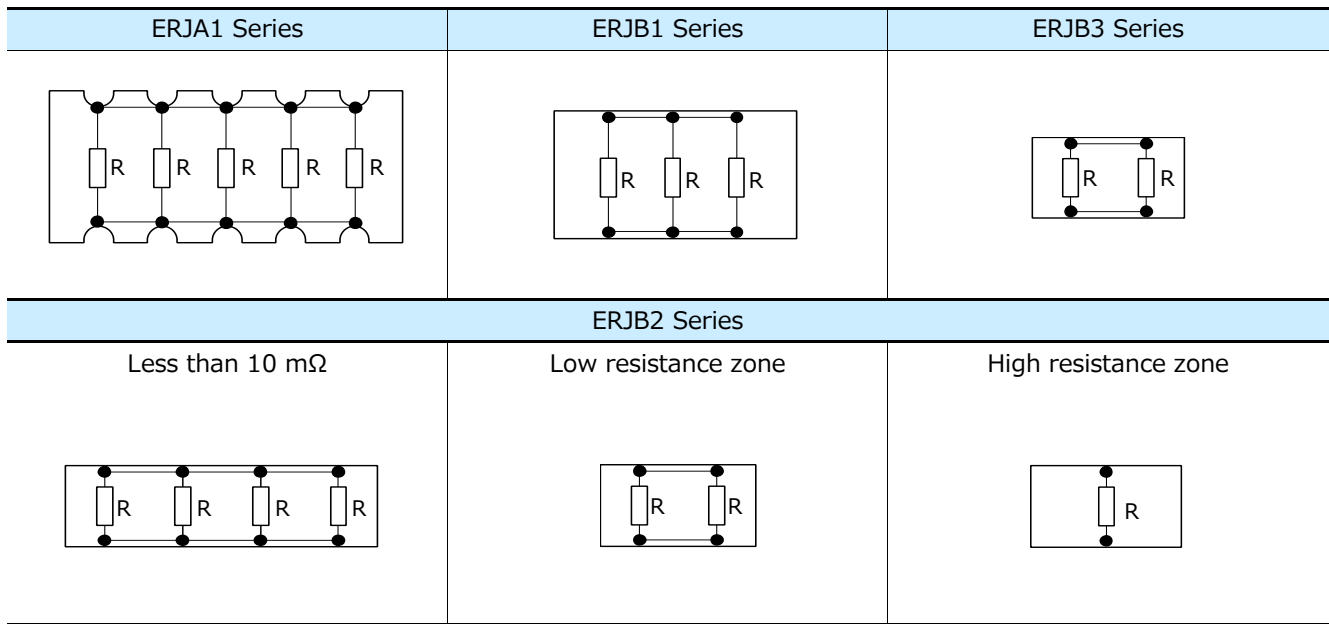 ERJA1 Series
ERJB1 Series
ERJB3 Series
R R R R R
R R R
R R
ERJB2 Series
Less than 10 mΩ
Low resistance zone
High resistance zone
R R R R
R R
R